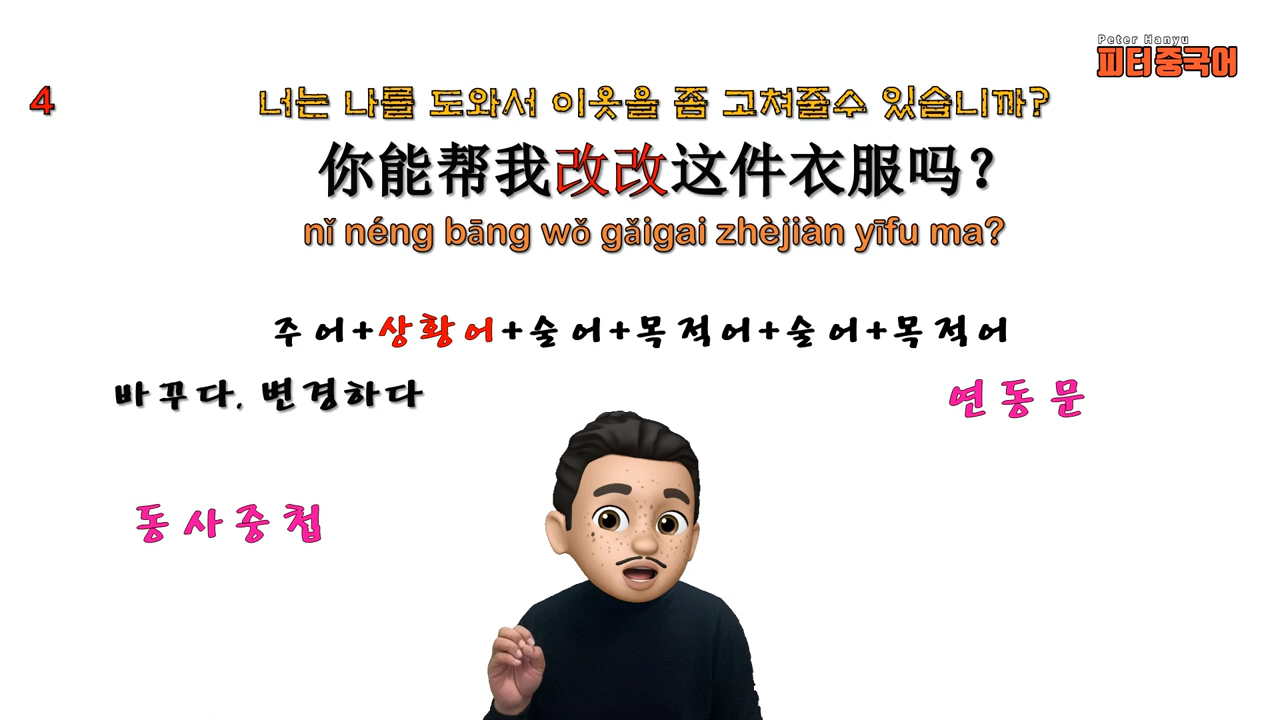 Peter Hanyu
피터중국어
4
너는 나를 도와서 이옷을 좀 고쳐줄수 있습니까?
你能帮我改改这件衣服吗？
nǐ néng bāng wǒ gǎigai zhèjiàn yīfu ma?
주어+상황어+술어+목적어+술어+목적어
바꾸다, 변경하다
연동문
동사중첩